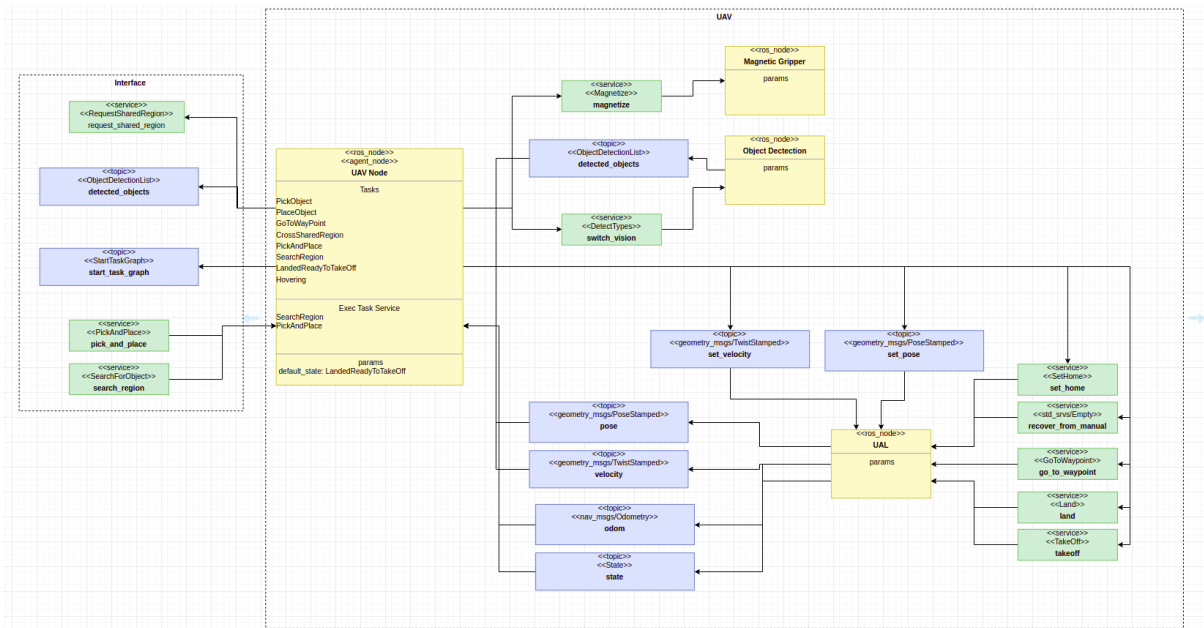 UAV
Interface
<<service>>
<<RequestSharedRegion>>
request_shared_region
<<topic>>
<<ObjectDetectionList>>
detected_objects
<<topic>>
<<StartTaskGraph>>
start_task_graph
<<service>>
<<PickAndPlace>>
pick_and_place
<<service>>
<<SearchForObject>>
search_region
<<ros_node>>
<<agent_node>>
UAV Node
Tasks
PickObject
PlaceObject
GoToWayPoint
CrossSharedRegion
PickAndPlace
SearchRegion
LandedReadyToTakeOff
Hovering
Exec Task Service
SearchRegion
PickAndPlace
params
default_state: LandedReadyToTakeOff
<<service>>
<<Magnetize>>
magnetize
<<topic>>
<<ObjectDetectionList>>
detected_objects
<<service>>
<<DetectTypes>>
switch_vision
<<ros_node>>
Magnetic Gripper
params
<<ros_node>>
Object Dectection
params
<<topic>>
<<geometry_msgs/TwistStamped>>
set_velocity
<<topic>>
<<geometry_msgs/PoseStamped>>
set_pose
<<topic>>
<<geometry_msgs/PoseStamped>>
pose
<<topic>>
<<geometry_msgs/TwistStamped>>
velocity
<<topic>>
<<nav_msgs/Odometry>>
odom
<<topic>>
<<State>>
state
<<ros_node>>
UAL
params
<<service>>
<<SetHome>>
set_home
<<service>>
<<std_srvs/Empty>>
recover_from_manual
<<service>>
<<GoToWaypoint>>
go_to_waypoint
<<service>>
<<Land>>
land
<<service>>
<<TakeOff>>
takeoff